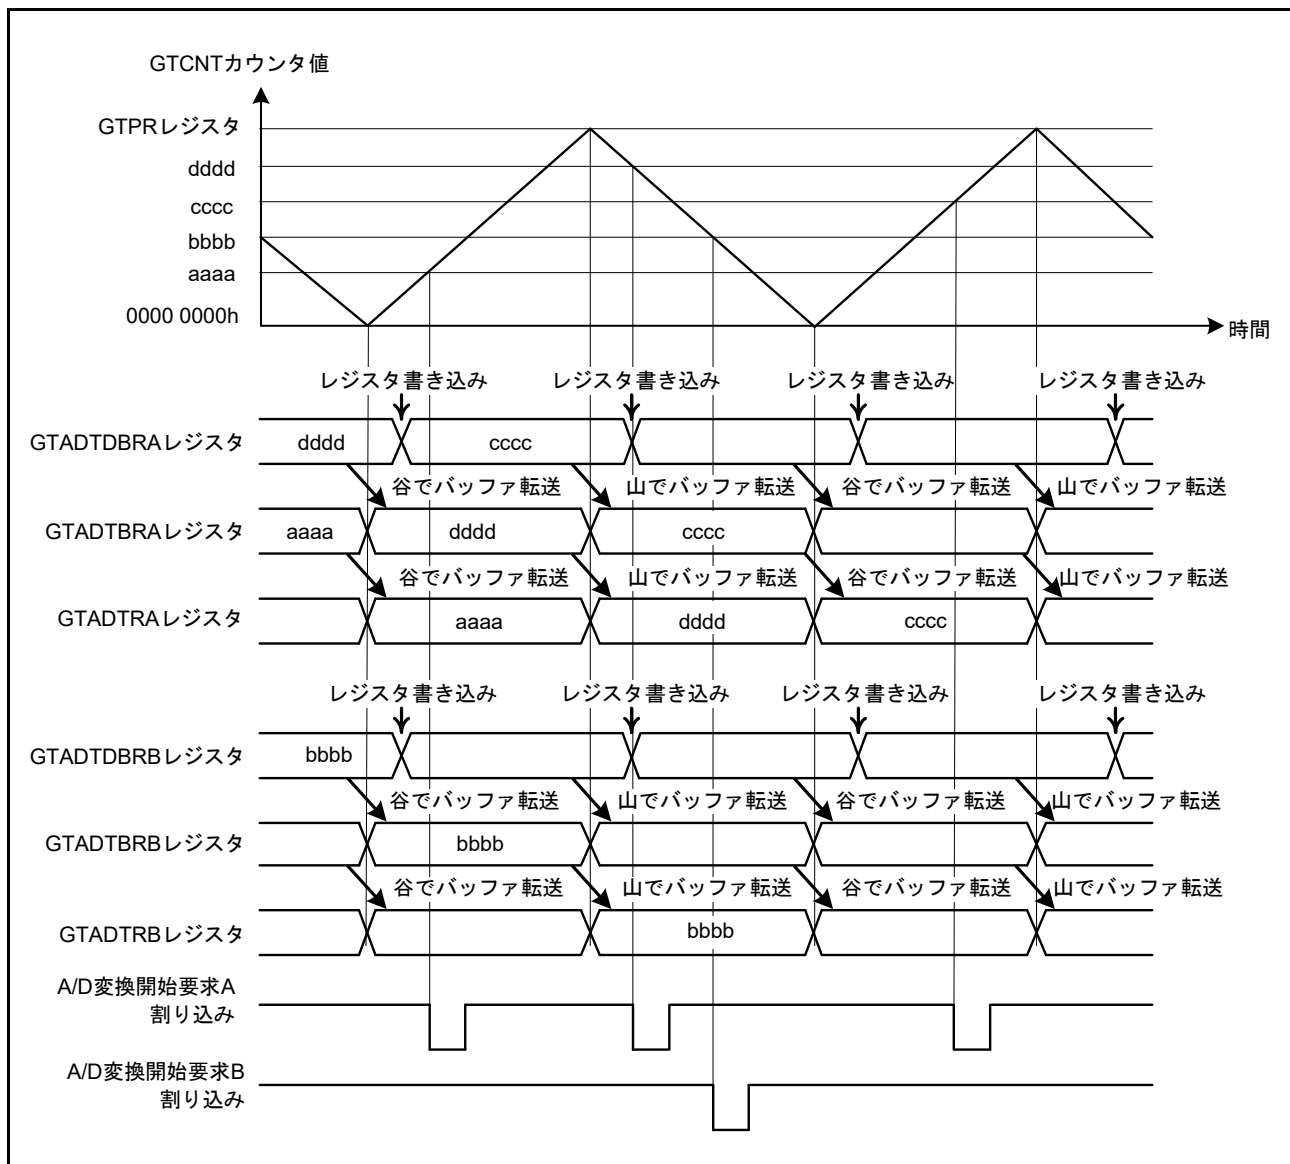 GTCNTカウンタ値
GTPRレジスタ
dddd
cccc
bbbb
aaaa
0000 0000h
時間
レジスタ書き込み レジスタ書き込み レジスタ書き込み レジスタ書き込み
GTADTDBRAレジスタ dddd cccc
谷でバッファ転送 山でバッファ転送 谷でバッファ転送 山でバッファ転送
GTADTBRAレジスタ aaaa dddd cccc
谷でバッファ転送 山でバッファ転送 谷でバッファ転送 山でバッファ転送
GTADTRAレジスタ aaaa dddd cccc
レジスタ書き込み レジスタ書き込み レジスタ書き込み レジスタ書き込み
GTADTDBRBレジスタ bbbb
谷でバッファ転送 山でバッファ転送 谷でバッファ転送 山でバッファ転送
GTADTBRBレジスタ bbbb
谷でバッファ転送 山でバッファ転送 谷でバッファ転送 山でバッファ転送
GTADTRBレジスタ bbbb
A/D変換開始要求A
割り込み
A/D変換開始要求B
割り込み